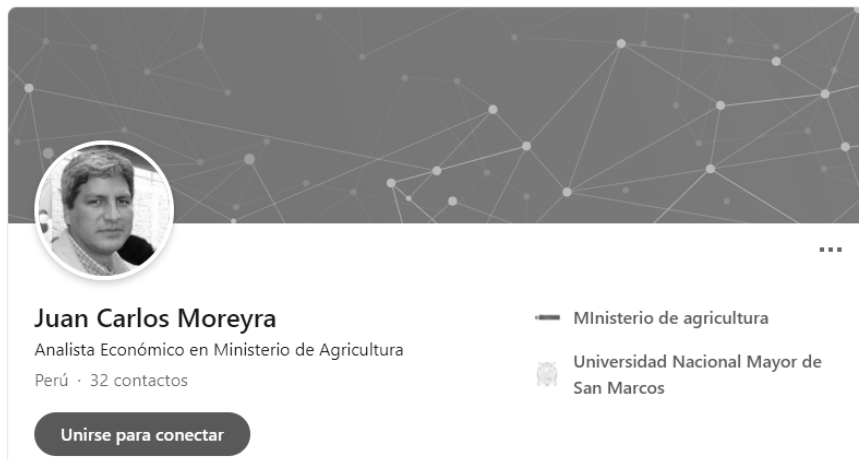 Juan Carlos Moreyra
Analista Económico en Ministerio de Agricultura
Perú · 32 contactos
Unirse para conectar
MInisterio de agricultura
Universidad Nacional Mayor de
San Marcos